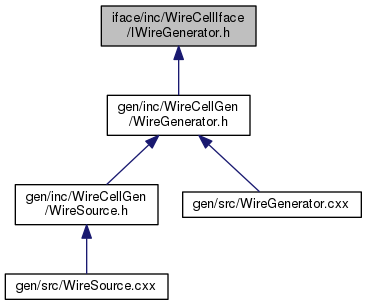 iface/inc/WireCellIface
/IWireGenerator.h
gen/inc/WireCellGen
/WireGenerator.h
gen/inc/WireCellGen
/WireSource.h
gen/src/WireGenerator.cxx
gen/src/WireSource.cxx